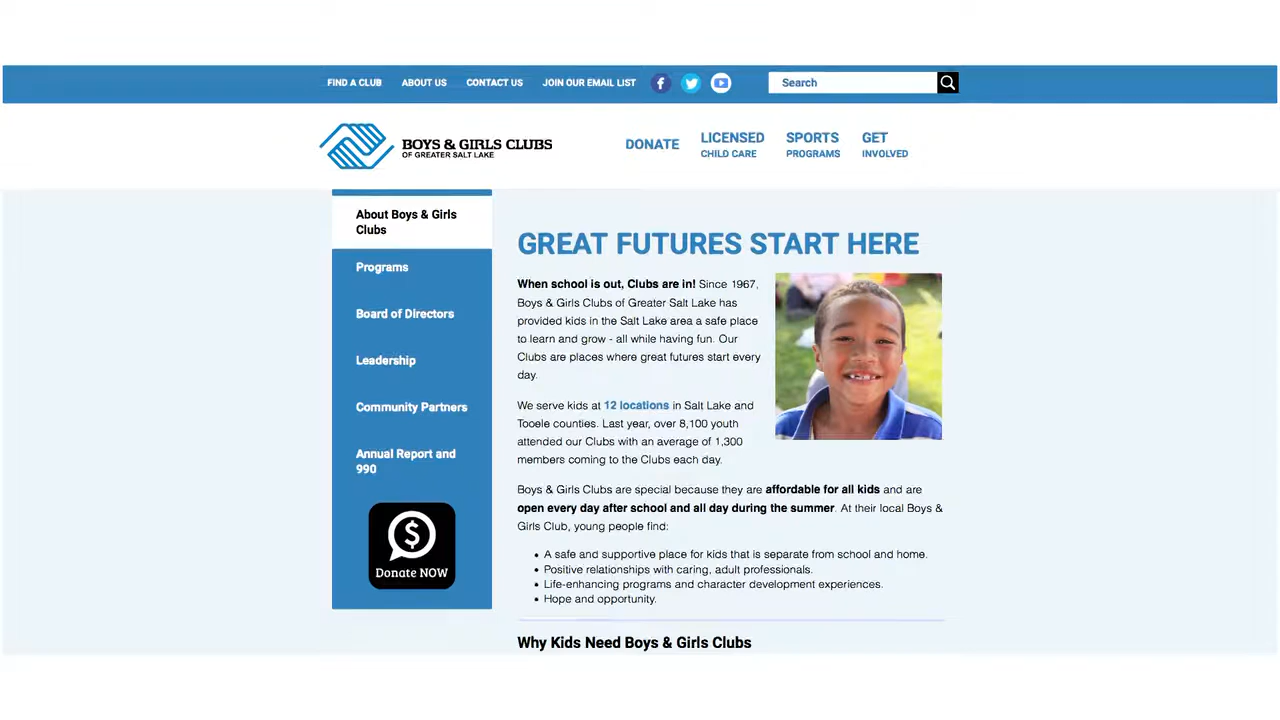 FIND A CLUB ABOUT US CONTACT US JOIN OUR EMAIL LIST Search
BOYS & GIRLS CLUBS
OF GREATER SALT LAKE
DONATE
LICENSED
CHILD CARE
SPORTS
PROGRAMS
GET
INVOLVED
About Boys & Girls
Clubs
Programs
Board of Directors
Leadership
Community Partners
Annual Report and
990
$
Donate NOW
GREAT FUTURES START HERE
When school is out, Clubs are in! Since 1967,
Boys & Girls Clubs of Greater Salt Lake has
provided kids in the Salt Lake area a safe place
to learn and grow - all while having fun. Our
Clubs are places where great futures start every
day.
We serve kids at 12 locations in Salt Lake and
Tooele counties. Last year, over 8,100 youth
attended our Clubs with an average of 1,300
members coming to the Clubs each day.
Boys & Girls Clubs are special because they are affordable for all kids and are
open every day after school and all day during the summer. At their local Boys &
Girls Club, young people find:
• A safe and supportive place for kids that is separate from school and home.
• Positive relationships with caring, adult professionals.
• Life-enhancing programs and character development experiences.
• Hope and opportunity.
Why Kids Need Boys & Girls Clubs